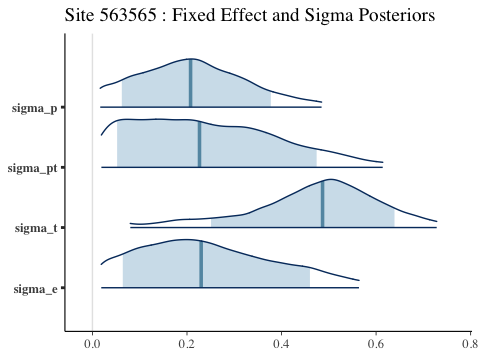 Site 563565 : Fixed Effect and Sigma Posteriors
sigma_p
sigma_pt
sigma_t
sigma_e
0.0 0.2 0.4 0.6 0.8